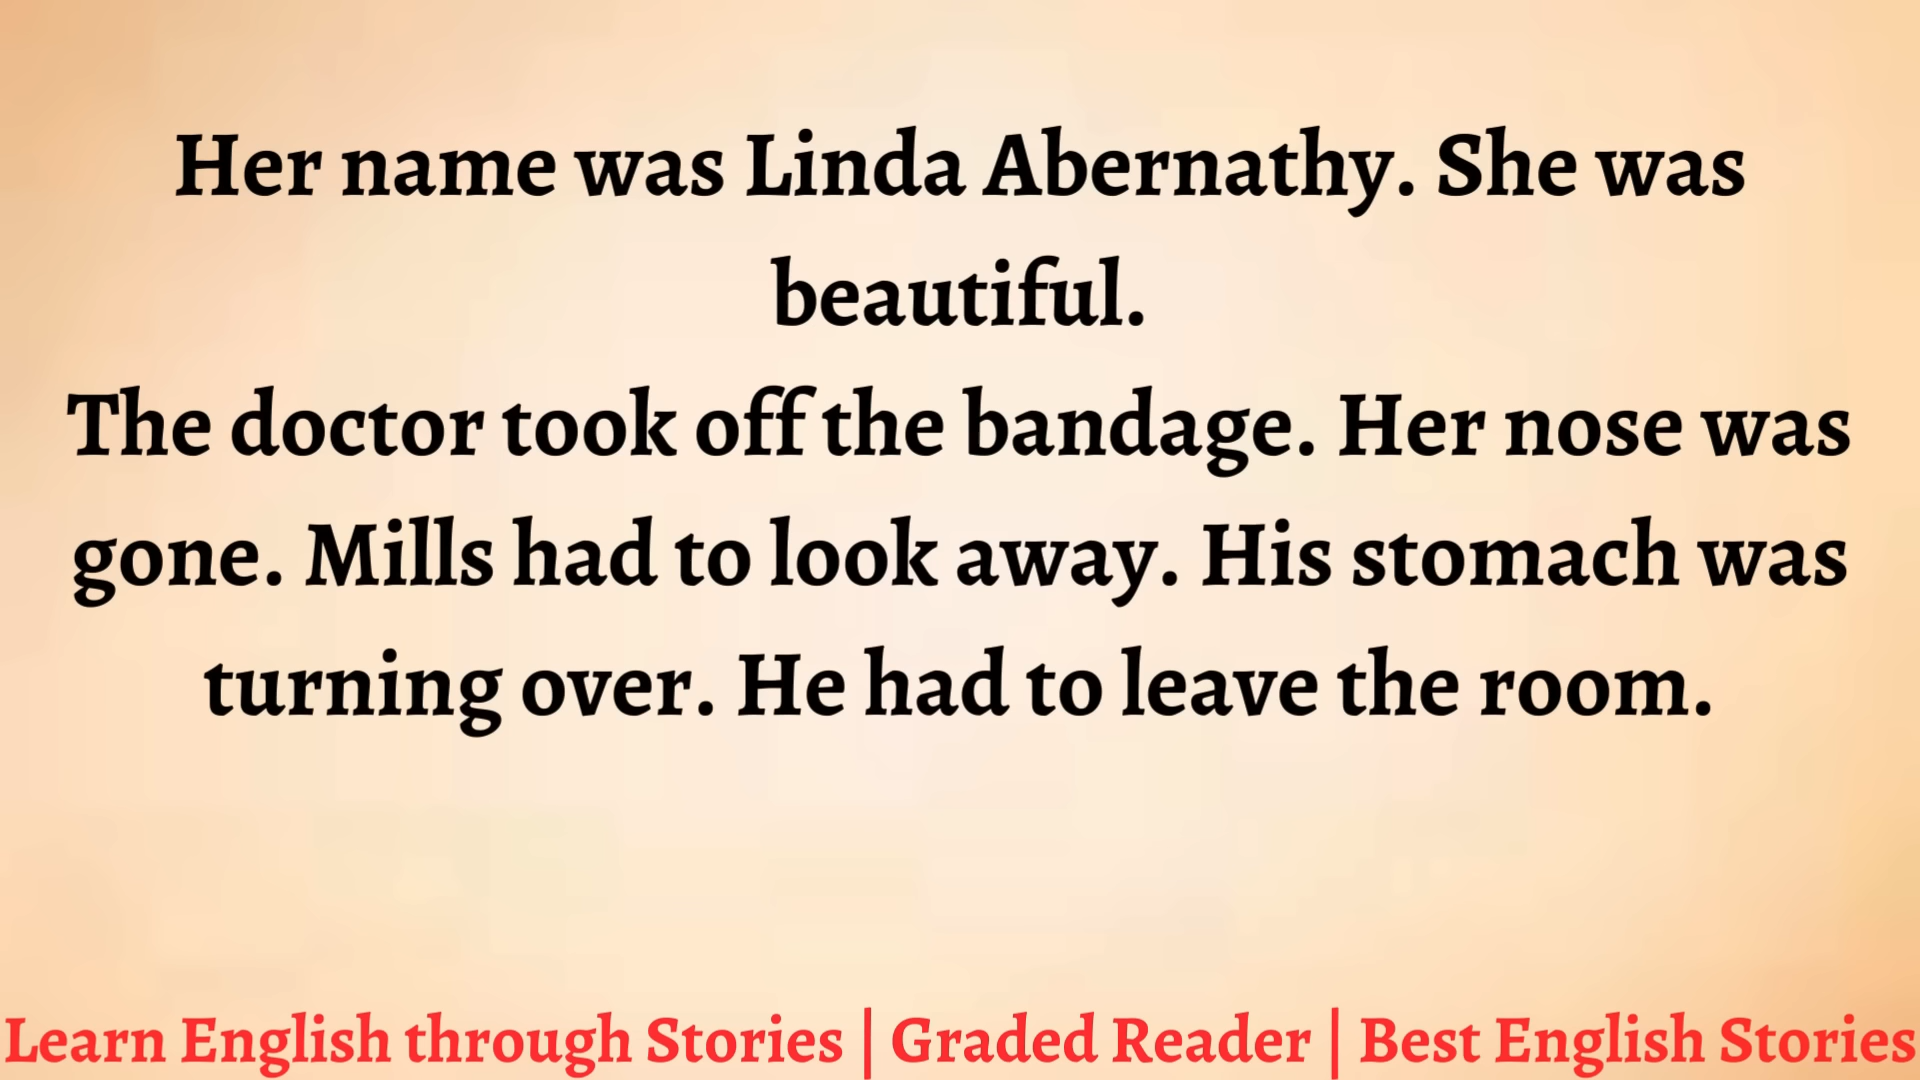 Her name was Linda Abernathy. She was
beautiful.
The doctor took off the bandage. Her nose was
gone. Mills had to look away. His stomach was
turning over. He had to leave the room.
Learn English through Stories | Graded Reader | Best English Stories